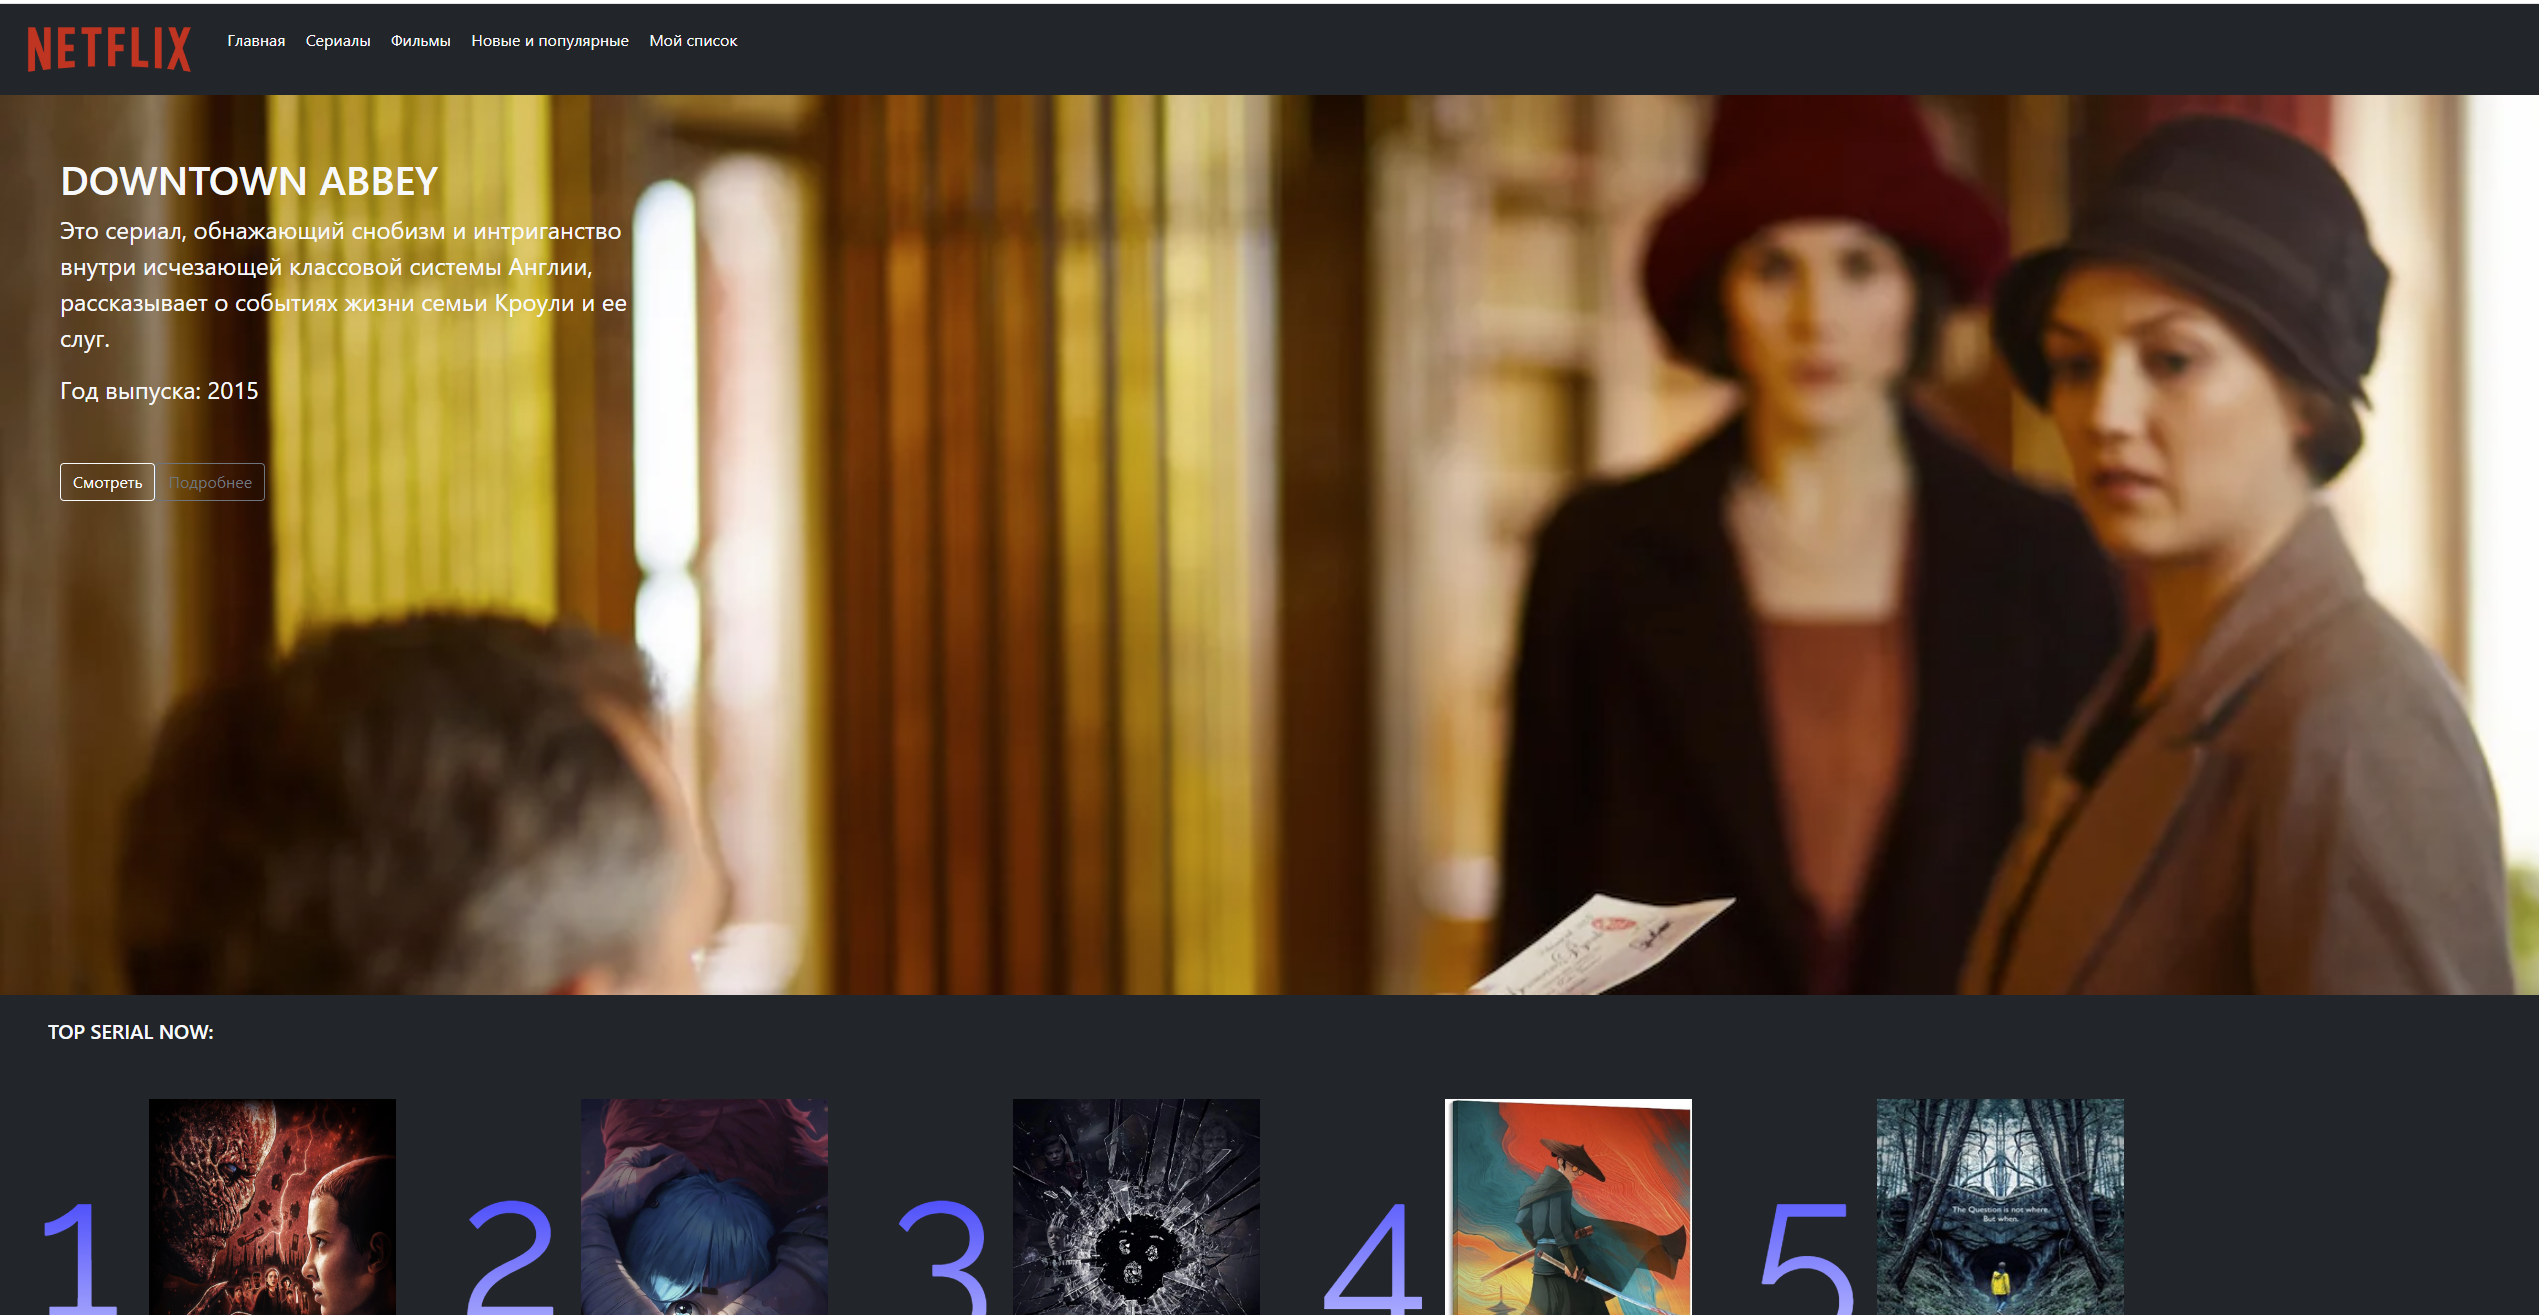 NETFLIX
Главная Сериалы Фильмы Новые и популярные Мой список
DOWNTOWN ABBEY
Это сериал, обнажающий снобизм и интриганство
внутри исчезающей классовой системы Англии,
рассказывает о событиях жизни семьи Кроули и ее
слуг.
Год выпуска: 2015
Смотреть Подробнее
TOP SERIAL NOW:
1 2 3 4 5
The Question is not where.
But when.